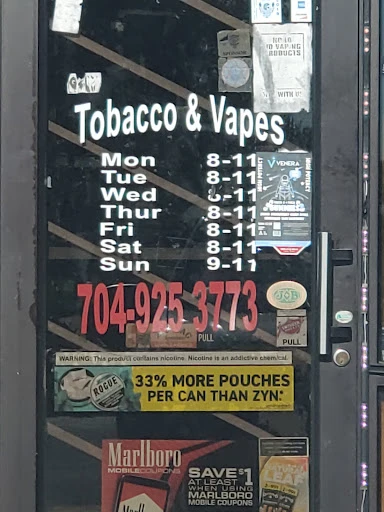 Tobacco & Vapes
Mon 8-11
Tue 8-11
Wed 8-11
Thur 8-11
Fri 8-11
Sat 8-11
Sun 9-11
VENERA
704-925 3773
JOB
PULL
PULL
WARNING: This product contains nicotine. Nicotine is an addictive chemical.
ROGUE
33% MORE POUCHES
PER CAN THAN ZYN.*
Marlboro
MOBILE COUPONS
SAVE $1
AT LEAST
WHEN USING
MARLBORO
MOBILE COUPONS